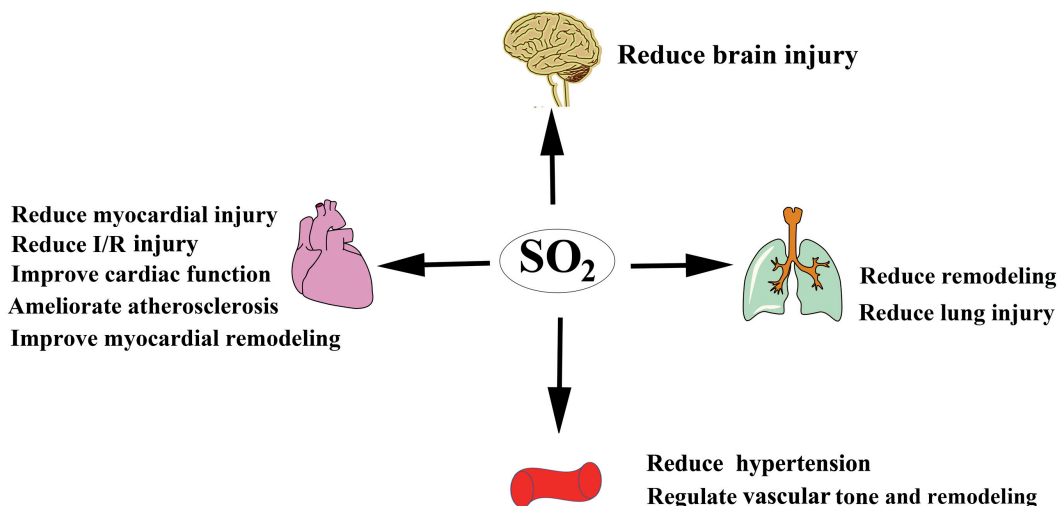 Reduce brain injury
Reduce myocardial injury
Reduce I/R injury
Improve cardiac function
Ameliorate atherosclerosis
Improve myocardial remodeling
SO₂
Reduce remodeling
Reduce lung injury
Reduce hypertension
Regulate vascular tone and remodeling